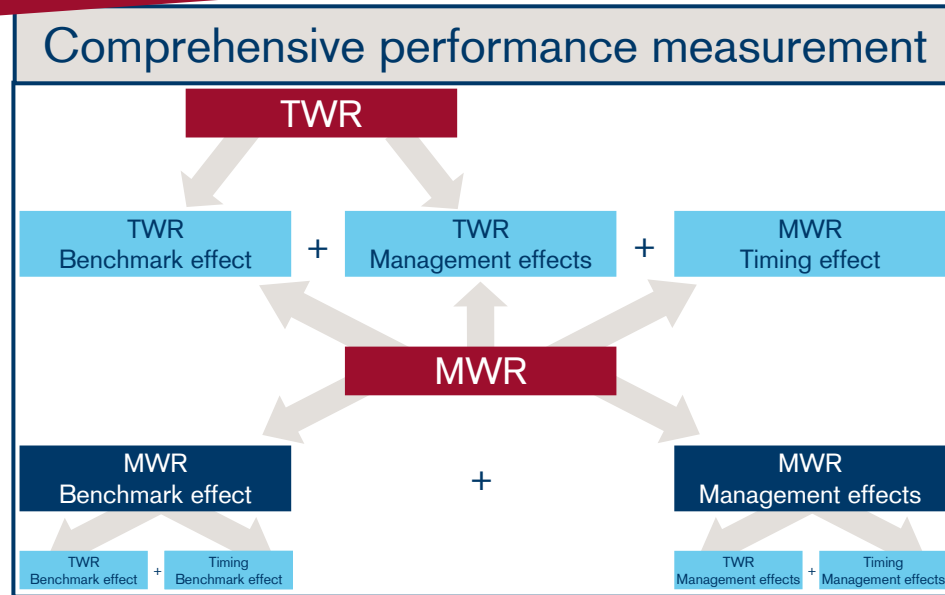 Comprehensive performance measurement
TWR
TWR
Benchmark effect
+
TWR
Management effects
+
MWR
Timing effect
MWR
MWR
Benchmark effect
+
MWR
Management effects
TWR
Benchmark effect
+
Timing
Benchmark effect
TWR
Management effects
+
Timing
Management effects